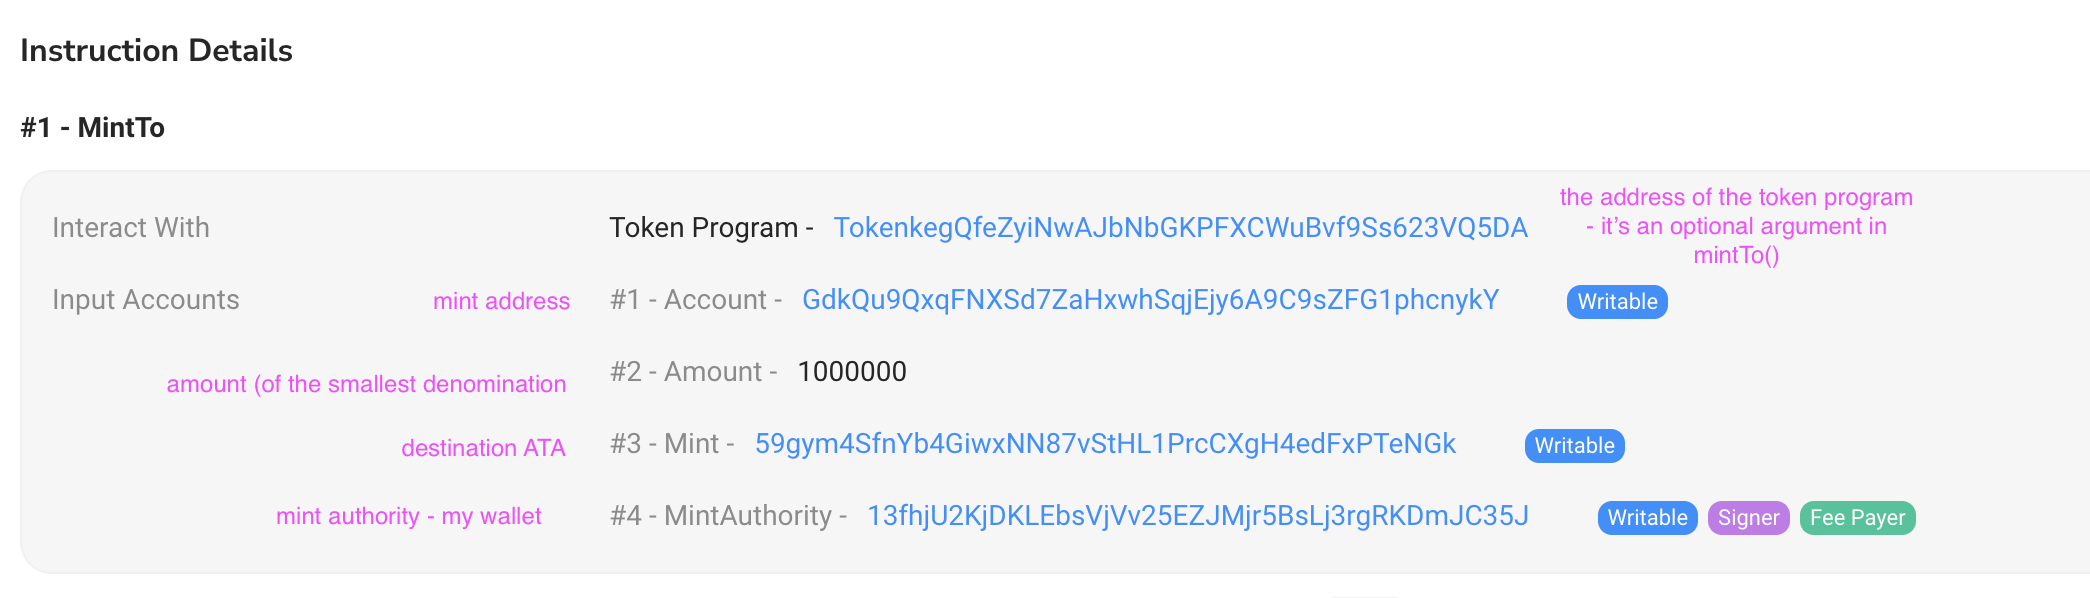 Instruction Details
#1 - MintTo
the address of the token program
Interact With Token Program - TokenkegQfeZyiNwAJbNbGKPFXCWuBvf9Ss623VQ5DA - it’s an optional argument in
mintTo()
Input Accounts mint address #1 - Account - GdkQu9QxqFNXSd7ZaHxwhSqjEjy6A9C9sZFG1phcnykY Writable
amount (of the smallest denomination #2 - Amount - 1000000
destination ATA #3 - Mint - 59gym4SfnYb4GiwxNN87vStHL1PrcCXgH4edFxPTeNGk Writable
mint authority - my wallet #4 - MintAuthority - 13fhjU2KjDKLEbsVjVv25EZJMjr5BsLj3rgRKDmJC35J Writable Signer Fee Payer